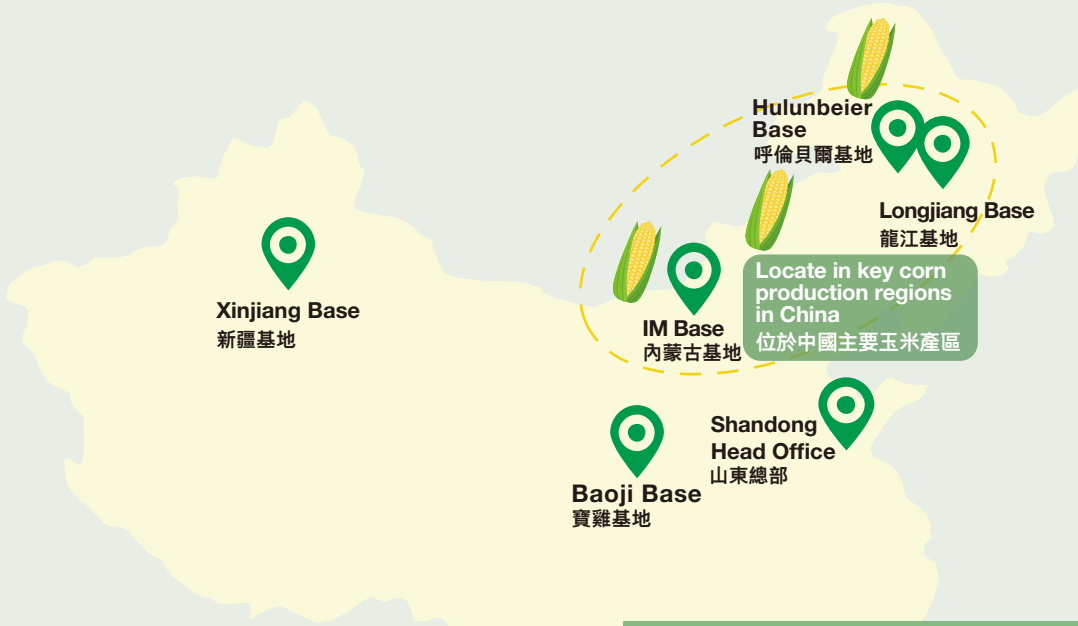 Hulunbeier
Base
呼倫貝爾基地
Longjiang Base
龍江基地
Xinjiang Base
新疆基地
IM Base
內蒙古基地
Locate in key corn
production regions
in China
位於中國主要玉米產區
Shandong
Head Office
山東總部
Baoji Base
寶雞基地